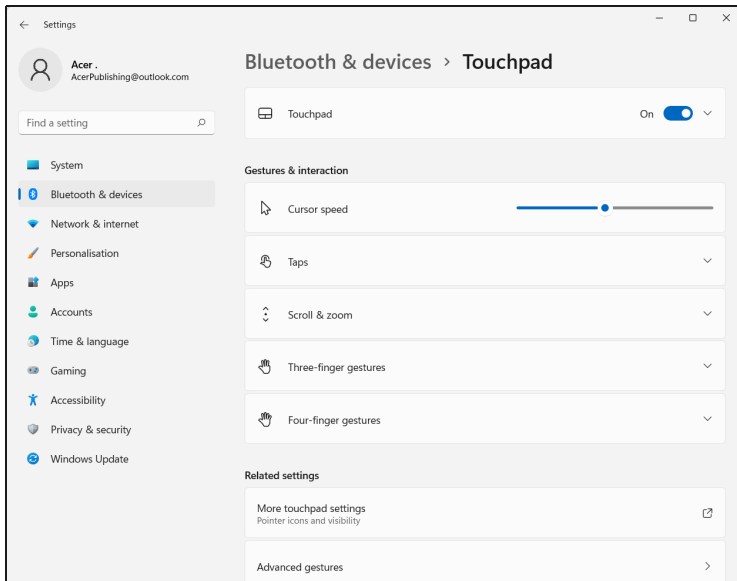 Settings
Acer .
AcerPublishing@outlook.com
Find a setting
System
Bluetooth & devices
Network & internet
Personalisation
Apps
Accounts
Time & language
Gaming
Accessibility
Privacy & security
Windows Update
Bluetooth & devices > Touchpad
Touchpad On
Gestures & interaction
Cursor speed
Taps
Scroll & zoom
Three-finger gestures
Four-finger gestures
Related settings
More touchpad settings
Pointer icons and visibility
Advanced gestures